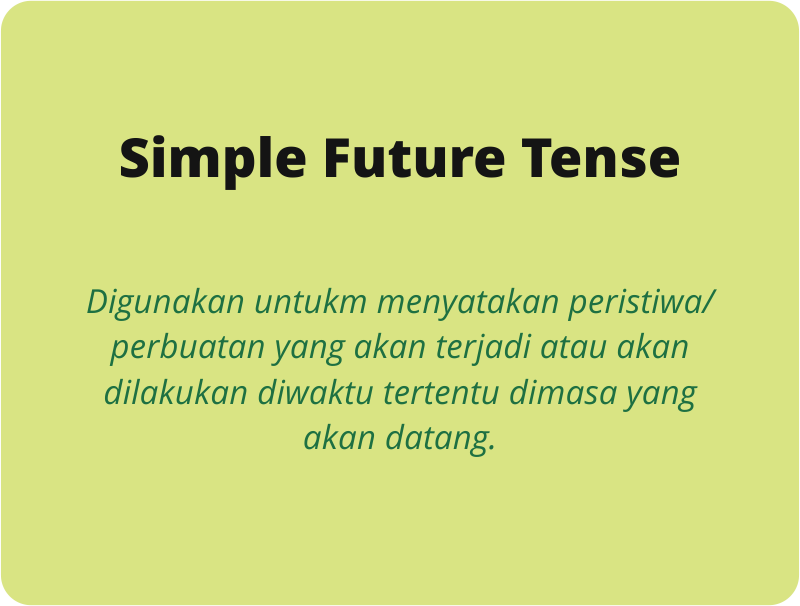 Simple Future Tense
Digunakan untukm menyatakan peristiwa/
perbuatan yang akan terjadi atau akan
dilakukan diwaktu tertentu dimasa yang
akan datang.